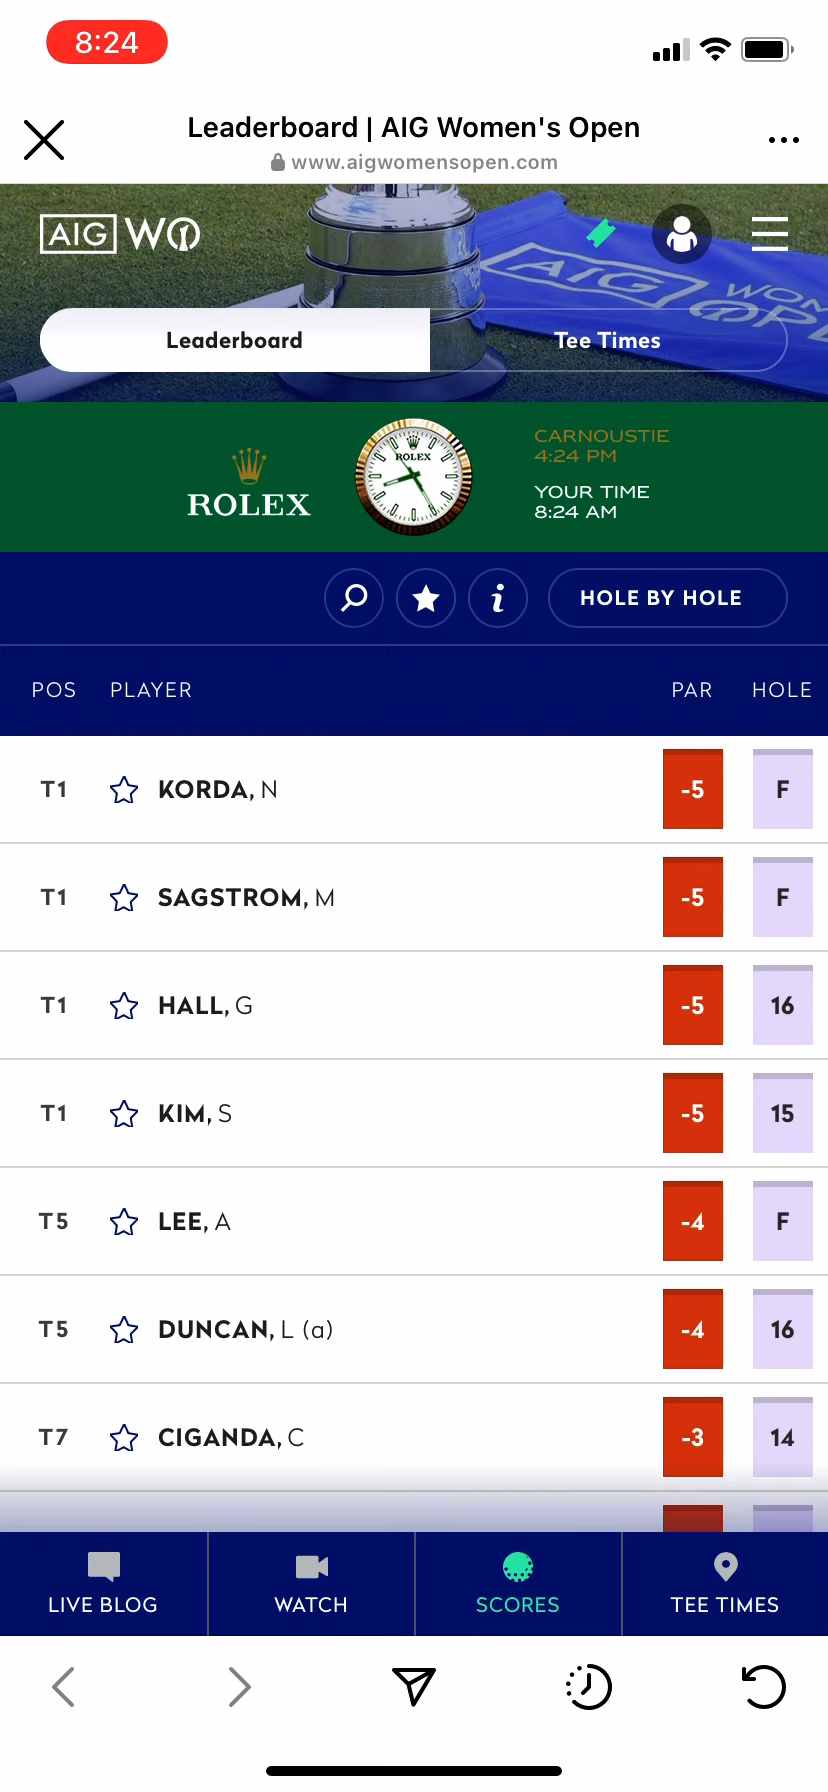 8:24
Leaderboard | AIG Women's Open
www.aigwomensopen.com
AIG WO
AIG WOM
OPE
Leaderboard
Tee Times
ROLEX
ROLEX
CARNOUSTIE
4:24 PM
YOUR TIME
8:24 AM
i
HOLE BY HOLE
POS PLAYER PAR HOLE
T1 KORDA, N -5 F
T1 SAGSTROM, M -5 F
T1 HALL, G -5 16
T1 KIM, S -5 15
T5 LEE, A -4 F
T5 DUNCAN, L (a) -4 16
T7 CIGANDA, C -3 14
LIVE BLOG
WATCH
SCORES
TEE TIMES